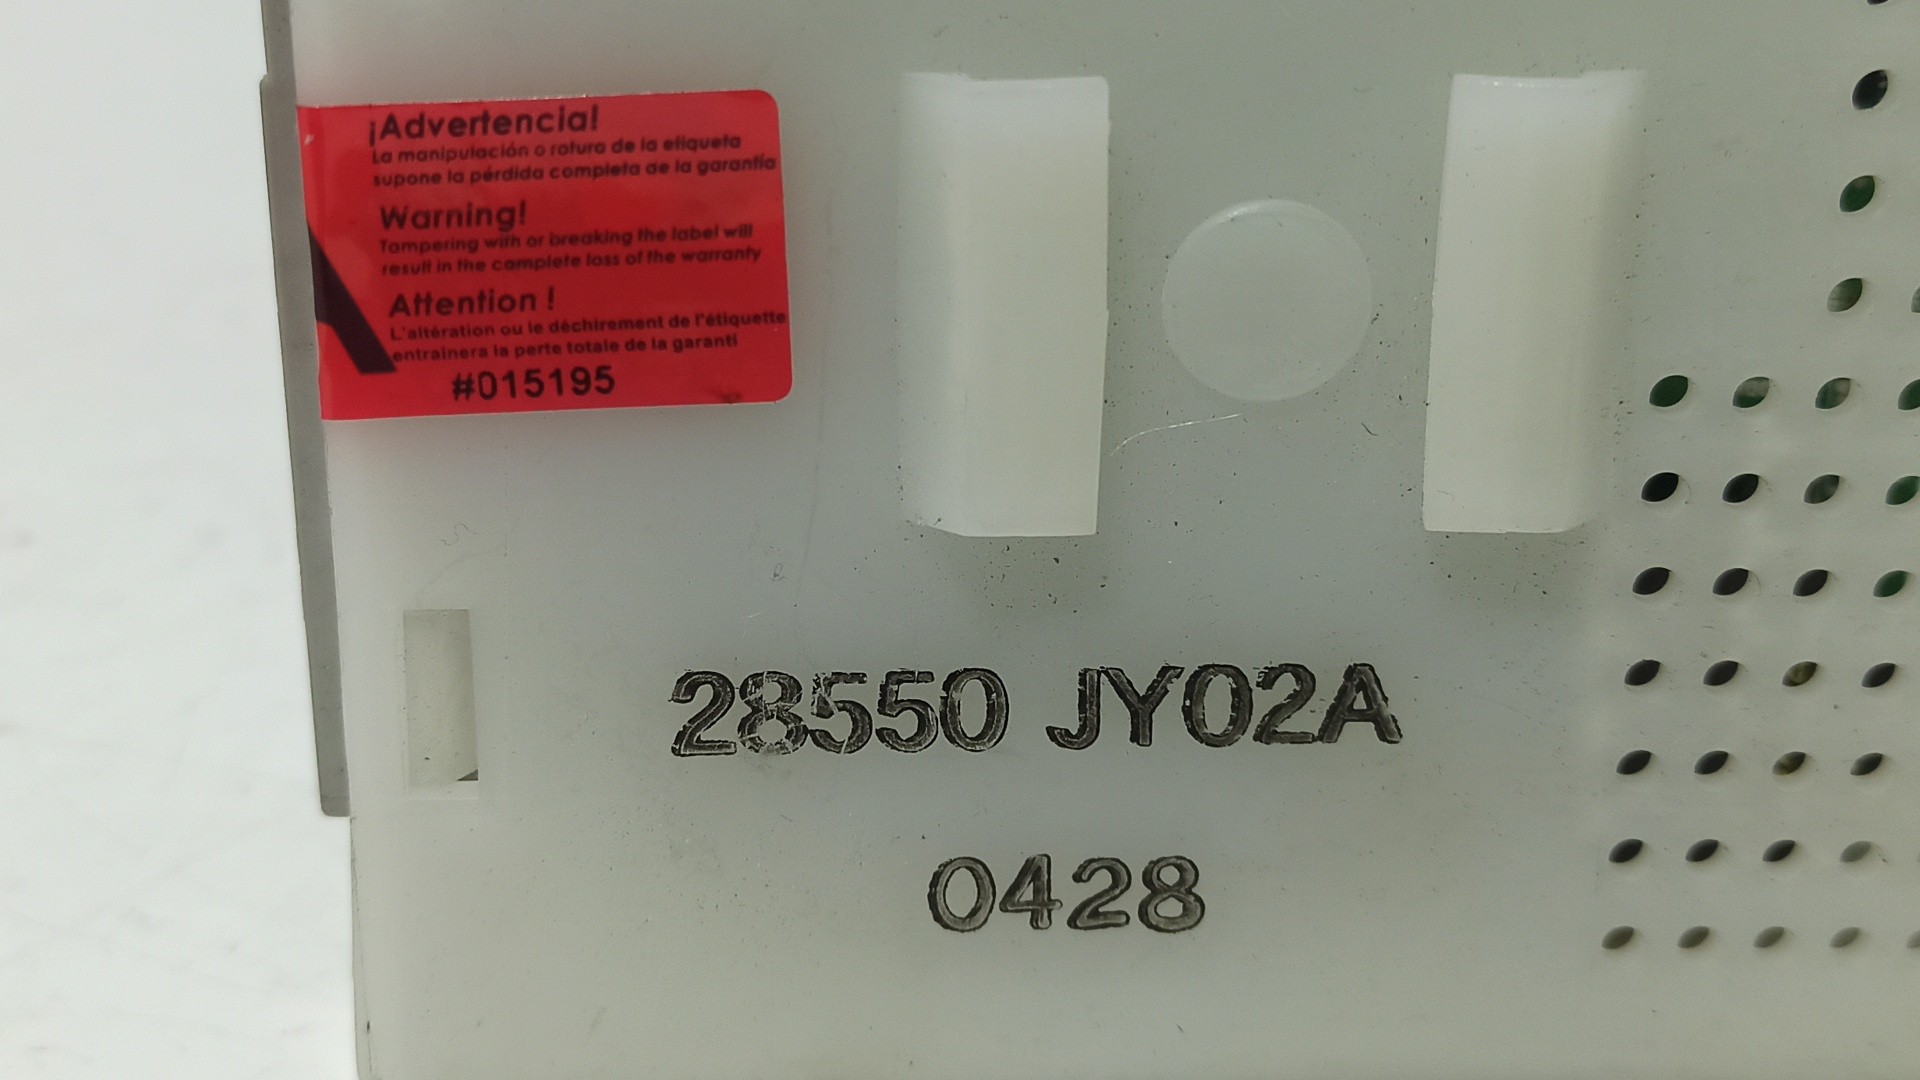 ¡Advertencia!
La manipulación o rotura de la etiqueta
supone la pérdida completa de la garantía
Warning!
Tampering with or breaking the label will
result in the complete loss of the warranty
Attention !
L'altération ou le déchirement de l'étiquette
entraînera la perte totale de la garanti
#015195
28550 JY02A
0428